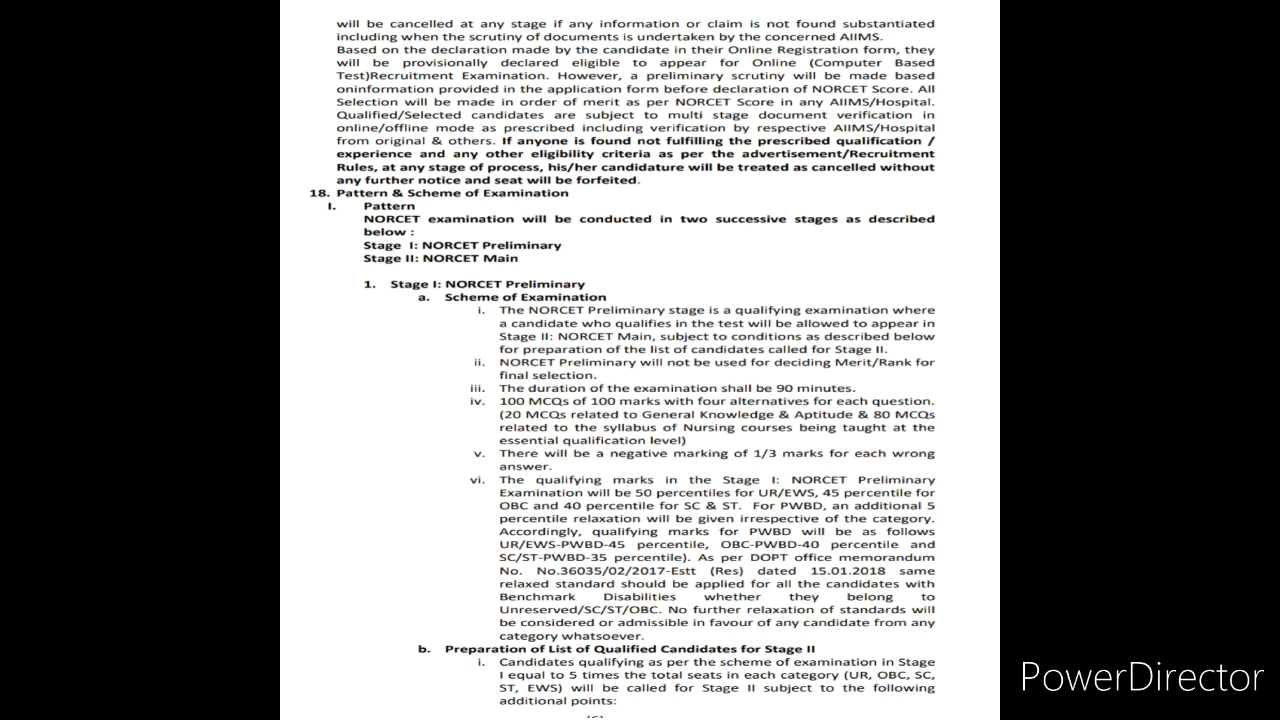 will be cancelled at any stage if any information or claim is not found substantiated
including when the scrutiny of documents is undertaken by the concerned AIIMS.
Based on the declaration made by the candidate in their Online Registration form, they
will be provisionally declared eligible to appear for Online (Computer Based
Test)Recruitment Examination. However, a preliminary scrutiny will be made based
oninformation provided in the application form before declaration of NORCET Score. All
Selection will be made in order of merit as per NORCET Score in any AIIMS/Hospital.
Qualified/Selected candidates are subject to multi stage document verification in
online/offline mode as prescribed including verification by respective AIIMS/Hospital
from original & others. If anyone is found not fulfilling the prescribed qualification /
experience and any other eligibility criteria as per the advertisement/Recruitment
Rules, at any stage of process, his/her candidature will be treated as cancelled without
any further notice and seat will be forfeited.
18. Pattern & Scheme of Examination
I. Pattern
NORCET examination will be conducted in two successive stages as described
below :
Stage I: NORCET Preliminary
Stage II: NORCET Main
1. Stage I: NORCET Preliminary
a. Scheme of Examination
i. The NORCET Preliminary stage is a qualifying examination where
a candidate who qualifies in the test will be allowed to appear in
Stage II: NORCET Main, subject to conditions as described below
for preparation of the list of candidates called for Stage II.
ii. NORCET Preliminary will not be used for deciding Merit/Rank for
final selection.
iii. The duration of the examination shall be 90 minutes.
iv. 100 MCQs of 100 marks with four alternatives for each question.
(20 MCQs related to General Knowledge & Aptitude & 80 MCQs
related to the syllabus of Nursing courses being taught at the
essential qualification level)
v. There will be a negative marking of 1/3 marks for each wrong
answer.
vi. The qualifying marks in the Stage I: NORCET Preliminary
Examination will be 50 percentiles for UR/EWS, 45 percentile for
OBC and 40 percentile for SC & ST. For PWBD, an additional 5
percentile relaxation will be given irrespective of the category.
Accordingly, qualifying marks for PWBD will be as follows
UR/EWS-PWBD-45 percentile, OBC-PWBD-40 percentile and
SC/ST-PWBD-35 percentile). As per DOPT office memorandum
No. No.36035/02/2017-Estt (Res) dated 15.01.2018 same
relaxed standard should be applied for all the candidates with
Benchmark Disabilities whether they belong to
Unreserved/SC/ST/OBC. No further relaxation of standards will
be considered or admissible in favour of any candidate from any
category whatsoever.
b. Preparation of List of Qualified Candidates for Stage II
i. Candidates qualifying as per the scheme of examination in Stage
I equal to 5 times the total seats in each category (UR, OBC, SC,
ST, EWS) will be called for Stage II subject to the following
additional points:
PowerDirector